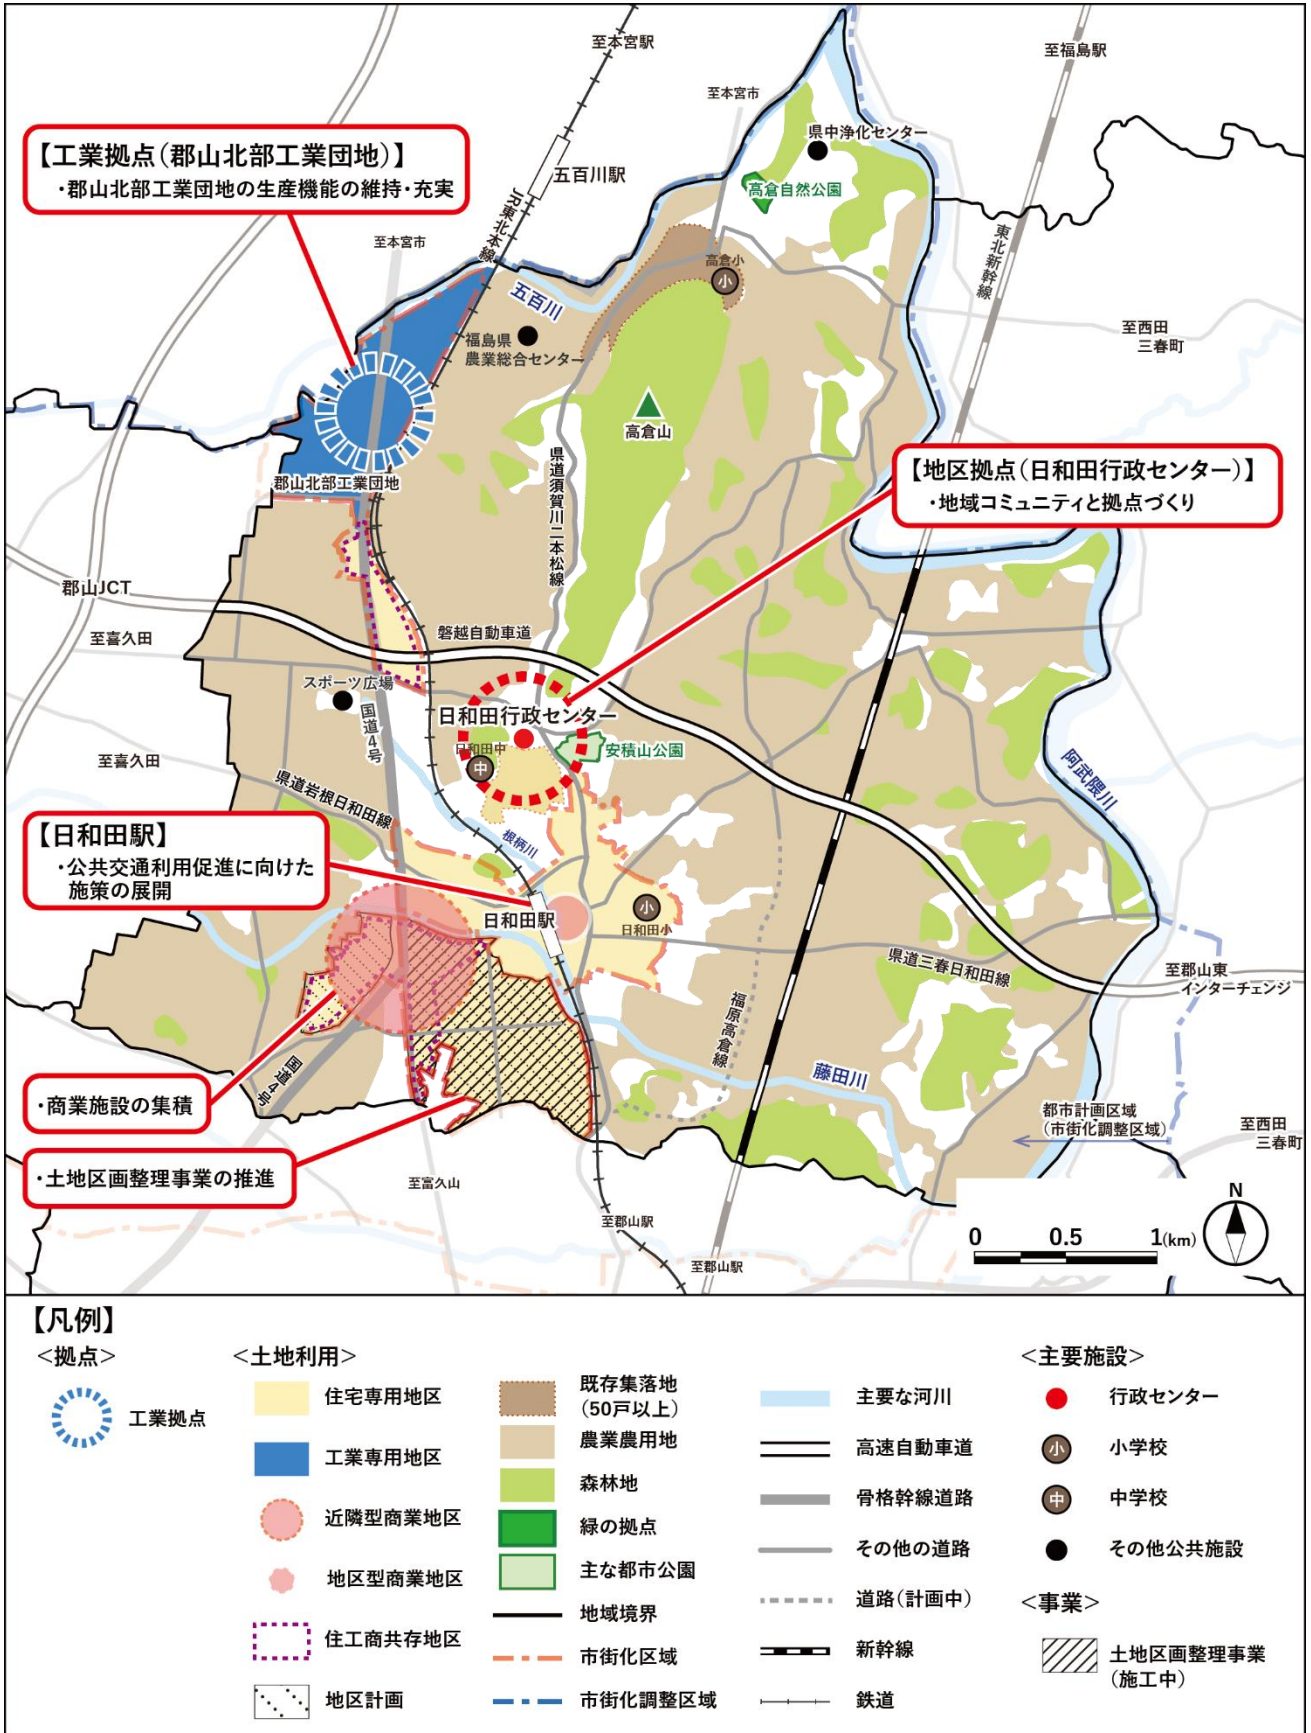 至本宮駅
至福島駅
至本宮市
県中浄化センター
【工業拠点（郡山北部工業団地）】
・郡山北部工業団地の生産機能の維持・充実
五百川駅
高倉自然公園
JR東北本線
至本宮市
東北新幹線
高倉小
小
五百川
福島県
農業総合センター
至西田
三春町
高倉山
県道須賀川二本松線
【地区拠点（日和田行政センター）】
・地域コミュニティと拠点づくり
郡山北部工業団地
郡山JCT
至喜久田
磐越自動車道
スポーツ広場
国道4号
日和田行政センター
日和田中
中
安積山公園
至喜久田
阿武隈川
県道岩根日和田線
【日和田駅】
・公共交通利用促進に向けた
施策の展開
根柄川
日和田駅
小
日和田小
県道三春日和田線
至郡山東
インターチェンジ
福原高倉線
藤田川
国道4号
・商業施設の集積
都市計画区域
（市街化調整区域）
至西田
三春町
・土地区画整理事業の推進
至富久山
至郡山駅
至郡山駅
N
0 0.5 1(km)
【凡例】
＜拠点＞
工業拠点
＜土地利用＞
住宅専用地区
工業専用地区
近隣型商業地区
地区型商業地区
住工商共存地区
地区計画
既存集落地
（50戸以上）
農業農用地
森林地
緑の拠点
主な都市公園
地域境界
市街化区域
市街化調整区域
主要な河川
高速自動車道
骨格幹線道路
その他の道路
道路（計画中）
新幹線
鉄道
＜主要施設＞
行政センター
小
小学校
中
中学校
その他公共施設
＜事業＞
土地区画整理事業
（施工中）